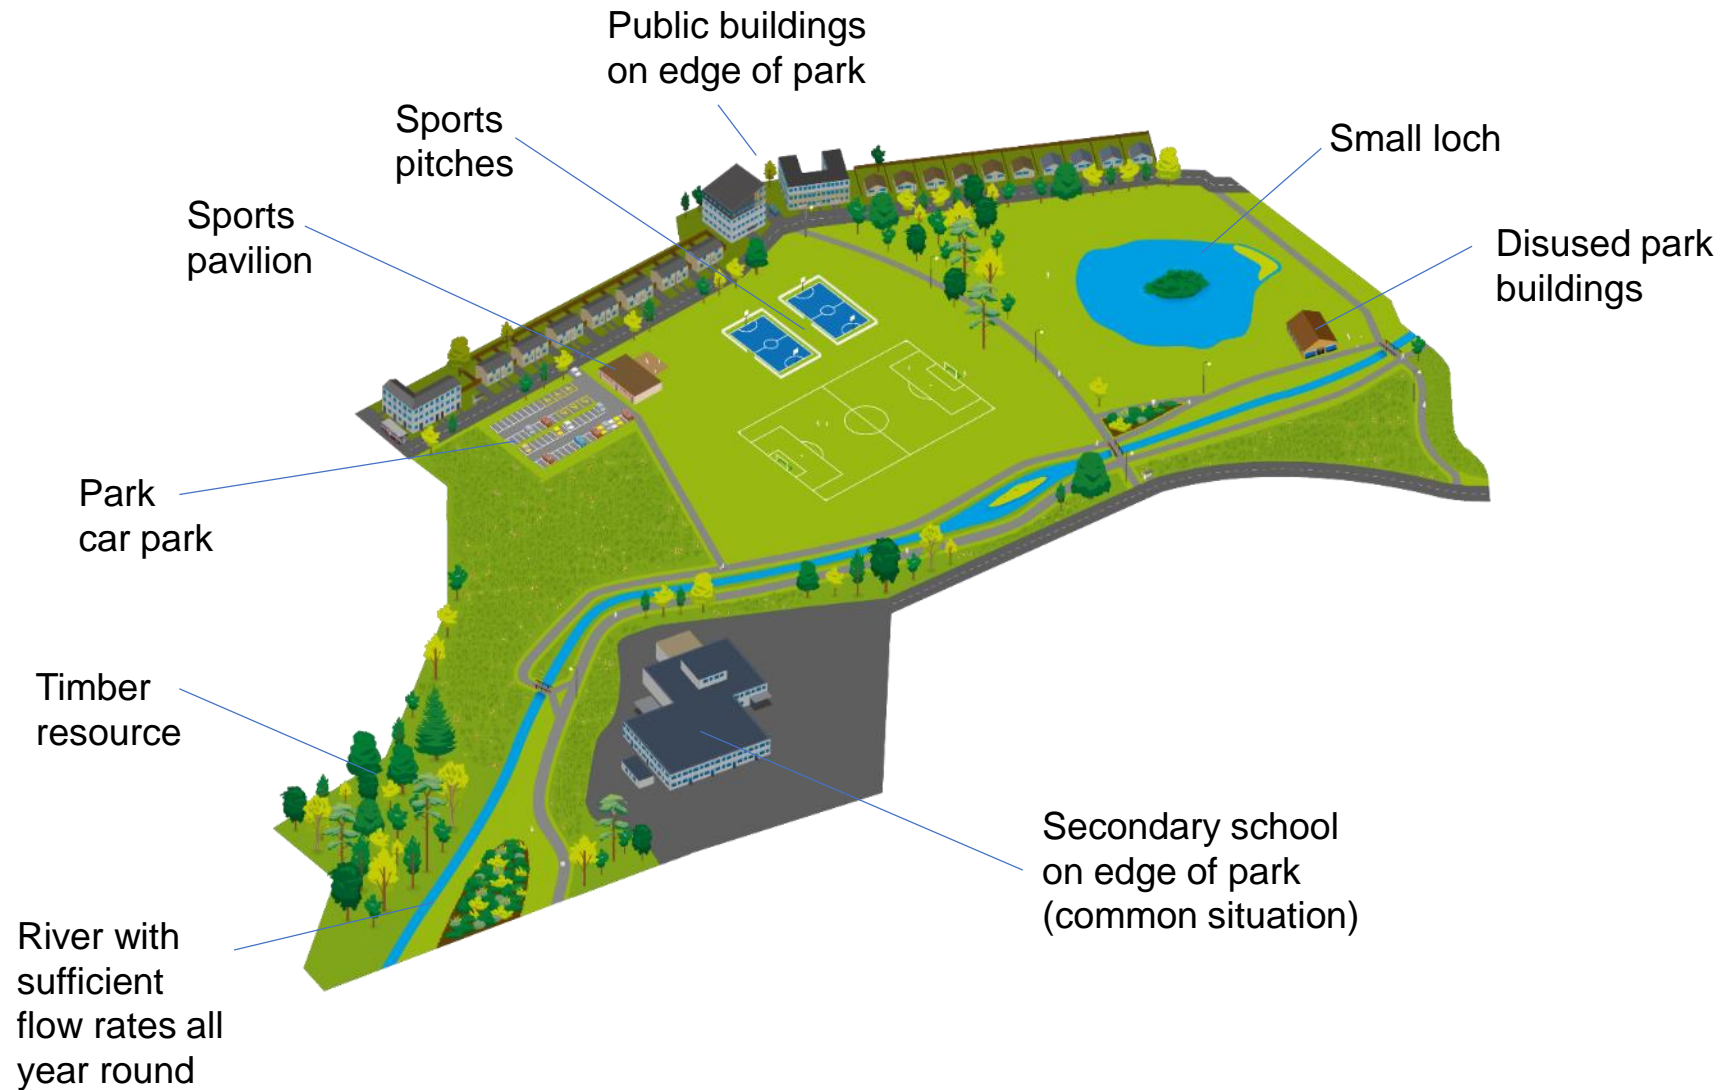 Public buildings
on edge of park
Sports
pitches
Small loch
Sports
pavilion
Disused park
buildings
Park
car park
Timber
resource
Secondary school
on edge of park
(common situation)
River with
sufficient
flow rates all
year round